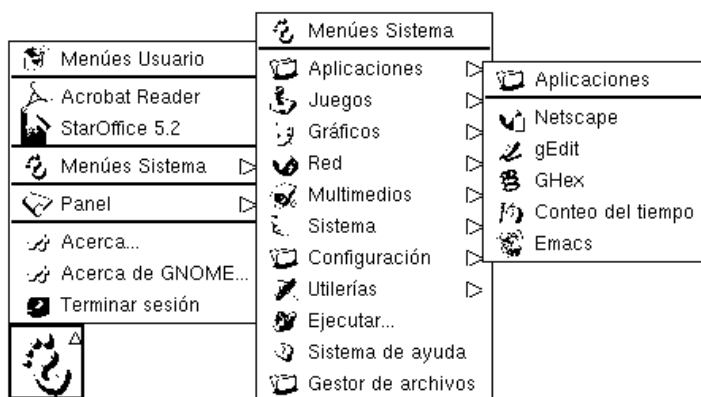 Menúes Usuario
Acrobat Reader
StarOffice 5.2
Menúes Sistema
Panel
Acerca...
Acerca de GNOME...
Terminar sesión
Menúes Sistema
Aplicaciones
Juegos
Gráficos
Red
Multimedios
Sistema
Configuración
Utilerías
Ejecutar...
Sistema de ayuda
Gestor de archivos
Aplicaciones
Netscape
gEdit
GHex
Conteo del tiempo
Emacs